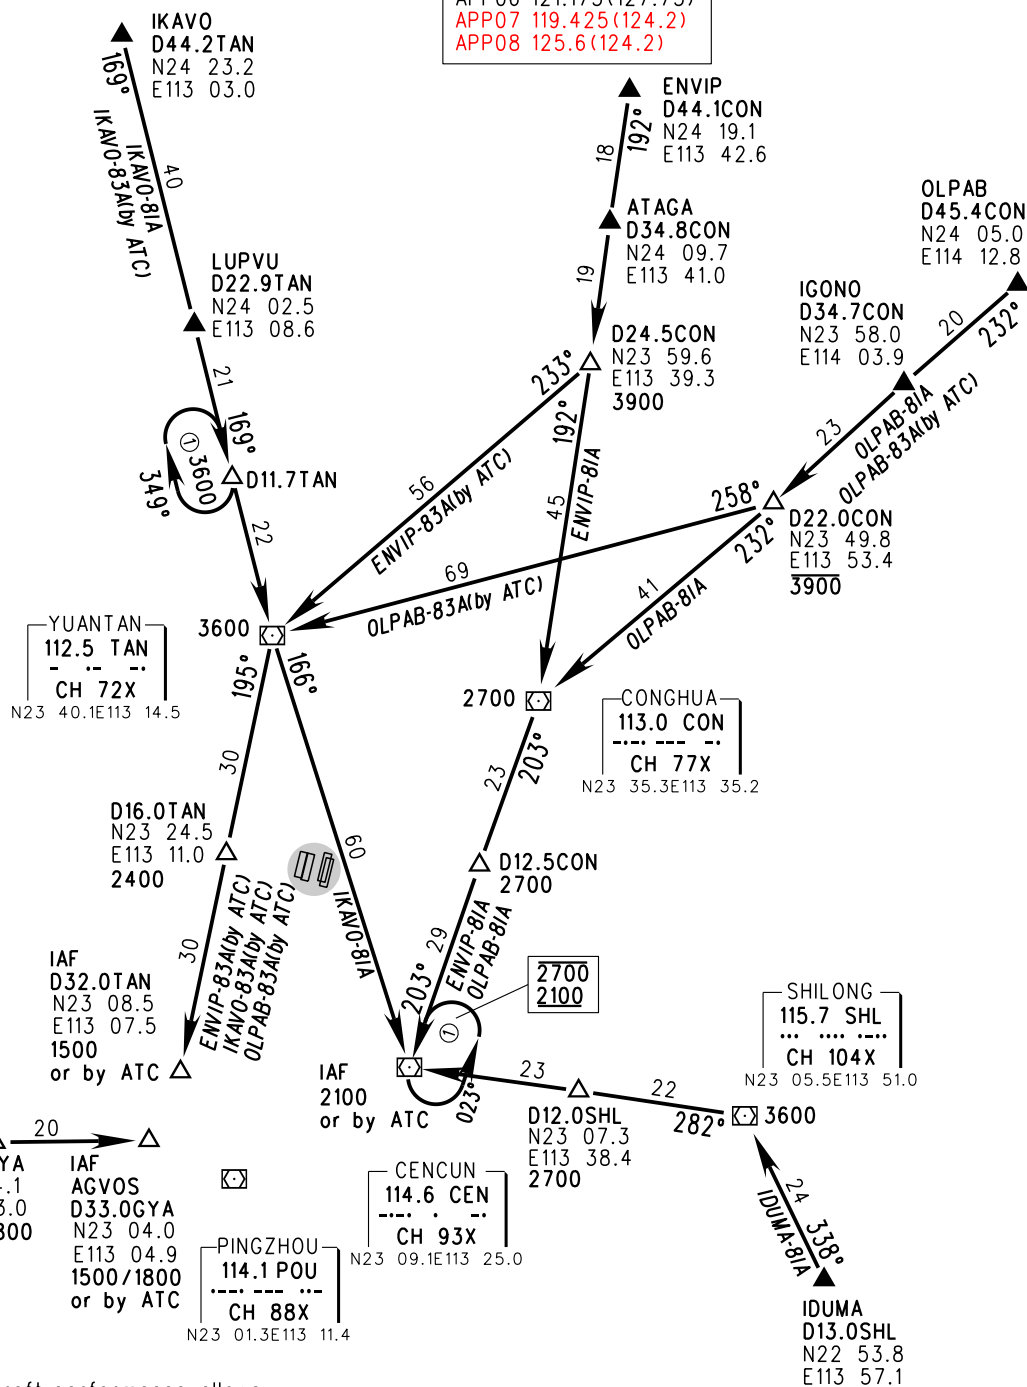 APP07 119.425(124.2)
APP08 125.6(124.2)
IKAVO
D44.2TAN
N24 23.2
E113 03.0
169°
IKAVO-81A
IKAVO-83A(by ATC)
40
ENVIP
D44.1CON
N24 19.1
E113 42.6
192°
18
ATAGA
D34.8CON
N24 09.7
E113 41.0
19
OLPAB
D45.4CON
N24 05.0
E114 12.8
232°
20
LUPVU
D22.9TAN
N24 02.5
E113 08.6
21
IGONO
D34.7CON
N23 58.0
E114 03.9
23
OLPAB-81A
OLPAB-83A(by ATC)
D24.5CON
N23 59.6
E113 39.3
3900
233°
192°
169°
① 3600
349°
D11.7TAN
22
56
ENVIP-83A(by ATC)
45
ENVIP-81A
258°
232°
D22.0CON
N23 49.8
E113 53.4
3900
69
OLPAB-83A(by ATC)
41
OLPAB-81A
3600
YUANTAN
112.5 TAN
CH 72X
N23 40.1E113 14.5
195°
166°
2700
CONGHUA
113.0 CON
CH 77X
N23 35.3E113 35.2
203°
23
30
D16.0TAN
N23 24.5
E113 11.0
2400
60
IKAVO-81A
D12.5CON
2700
29
ENVIP-81A
OLPAB-81A
203°
30
ENVIP-83A(by ATC)
IKAVO-83A(by ATC)
OLPAB-83A(by ATC)
IAF
D32.0TAN
N23 08.5
E113 07.5
1500
or by ATC
2700
2100
①
023°
IAF
2100
or by ATC
SHILONG
115.7 SHL
CH 104X
N23 05.5E113 51.0
23
22
282°
3600
D12.0SHL
N23 07.3
E113 38.4
2700
CENCUN
114.6 CEN
CH 93X
N23 09.1E113 25.0
20
IAF
AGVOS
D33.0GYA
N23 04.0
E113 04.9
1500/1800
or by ATC
PINGZHOU
114.1 POU
CH 88X
N23 01.3E113 11.4
24
338°
IDUMA-81A
IDUMA
D13.0SHL
N22 53.8
E113 57.1